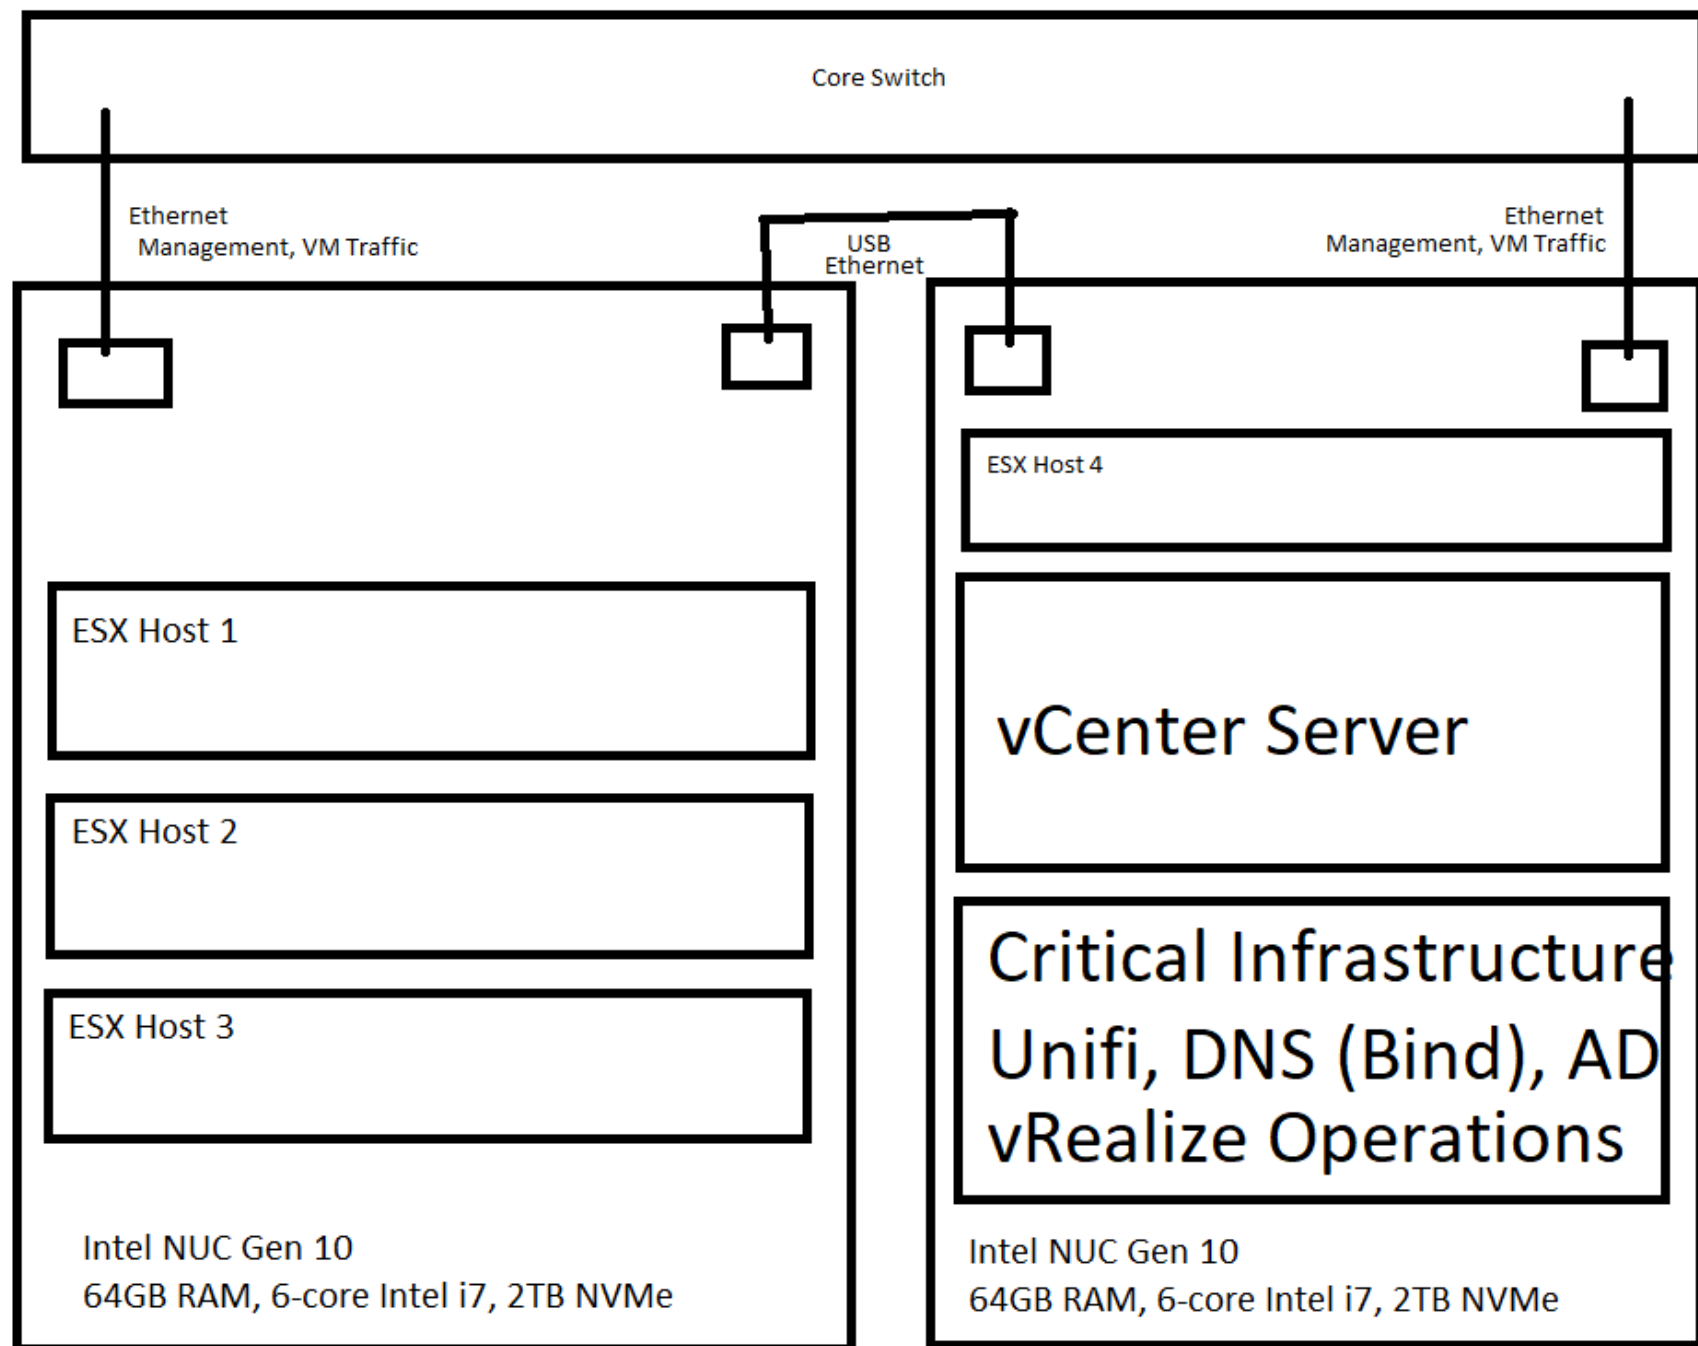 Core Switch
Ethernet
Management, VM Traffic
USB
Ethernet
Ethernet
Management, VM Traffic
ESX Host 1
ESX Host 2
ESX Host 3
Intel NUC Gen 10
64GB RAM, 6-core Intel i7, 2TB NVMe
ESX Host 4
vCenter Server
Critical Infrastructure
Unifi, DNS (Bind), AD
vRealize Operations
Intel NUC Gen 10
64GB RAM, 6-core Intel i7, 2TB NVMe